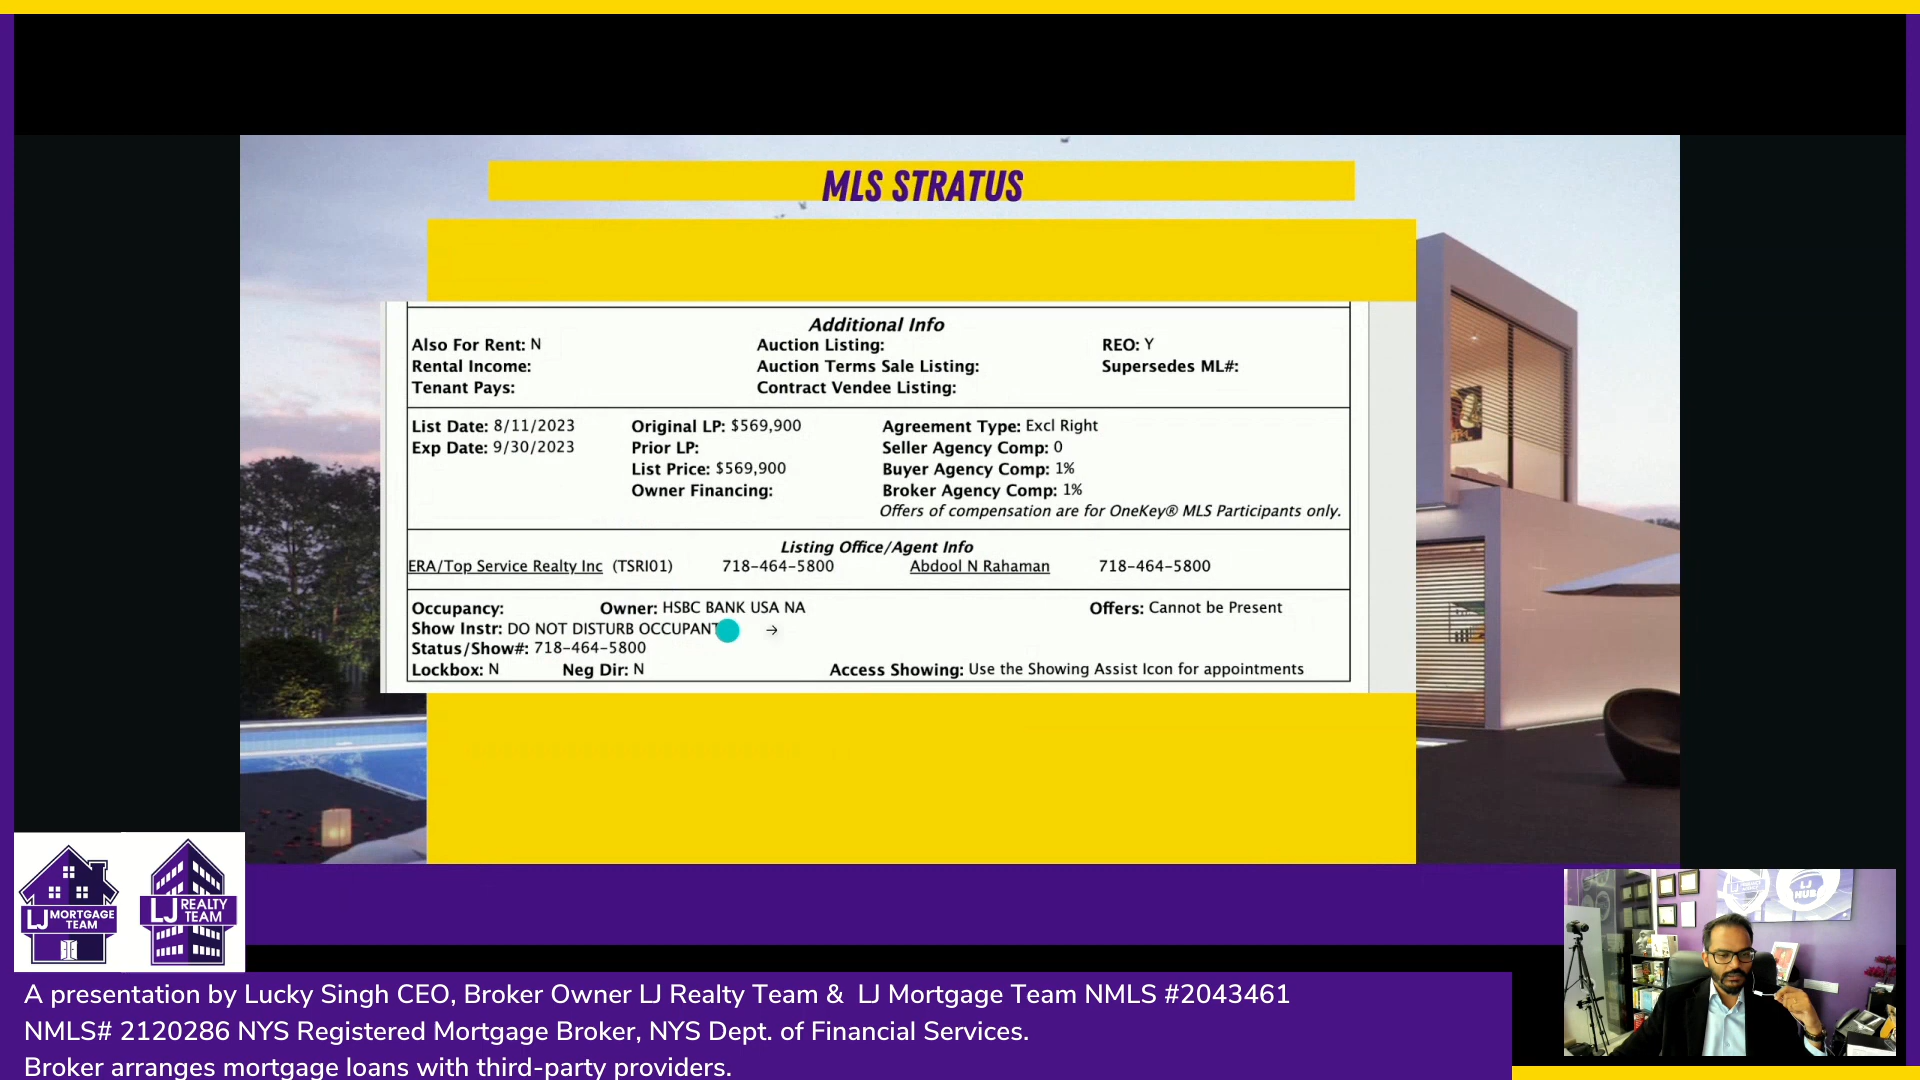 MLS STRATUS
Additional Info
Also For Rent: N Auction Listing: REO: Y
Rental Income: Auction Terms Sale Listing: Supersedes ML#:
Tenant Pays: Contract Vendee Listing:
List Date: 8/11/2023 Original LP: $569,900 Agreement Type: Excl Right
Exp Date: 9/30/2023 Prior LP: Seller Agency Comp: 0
List Price: $569,900 Buyer Agency Comp: 1%
Owner Financing: Broker Agency Comp: 1%
Offers of compensation are for OneKey® MLS Participants only.
Listing Office/Agent Info
ERA/Top Service Realty Inc (TSRI01) 718-464-5800 Abdool N Rahaman 718-464-5800
Occupancy: Owner: HSBC BANK USA NA Offers: Cannot be Present
Show Instr: DO NOT DISTURB OCCUPANT →
Status/Show#: 718-464-5800
Lockbox: N Neg Dir: N Access Showing: Use the Showing Assist Icon for appointments
LJ MORTGAGE TEAM
LJ REALTY TEAM
LJ HUB
A presentation by Lucky Singh CEO, Broker Owner LJ Realty Team & LJ Mortgage Team NMLS #2043461
NMLS# 2120286 NYS Registered Mortgage Broker, NYS Dept. of Financial Services.
Broker arranges mortgage loans with third-party providers.